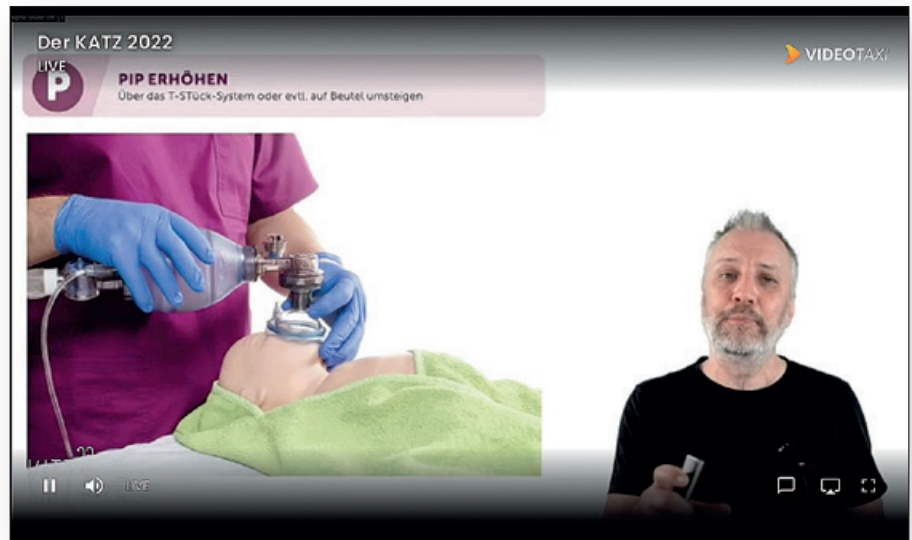 Der KATZ 2022
LIVE
VIDEOTAXI
P
PIP ERHÖHEN
Über das T-STück-System oder evtl. auf Beutel umsteigen
LIVE